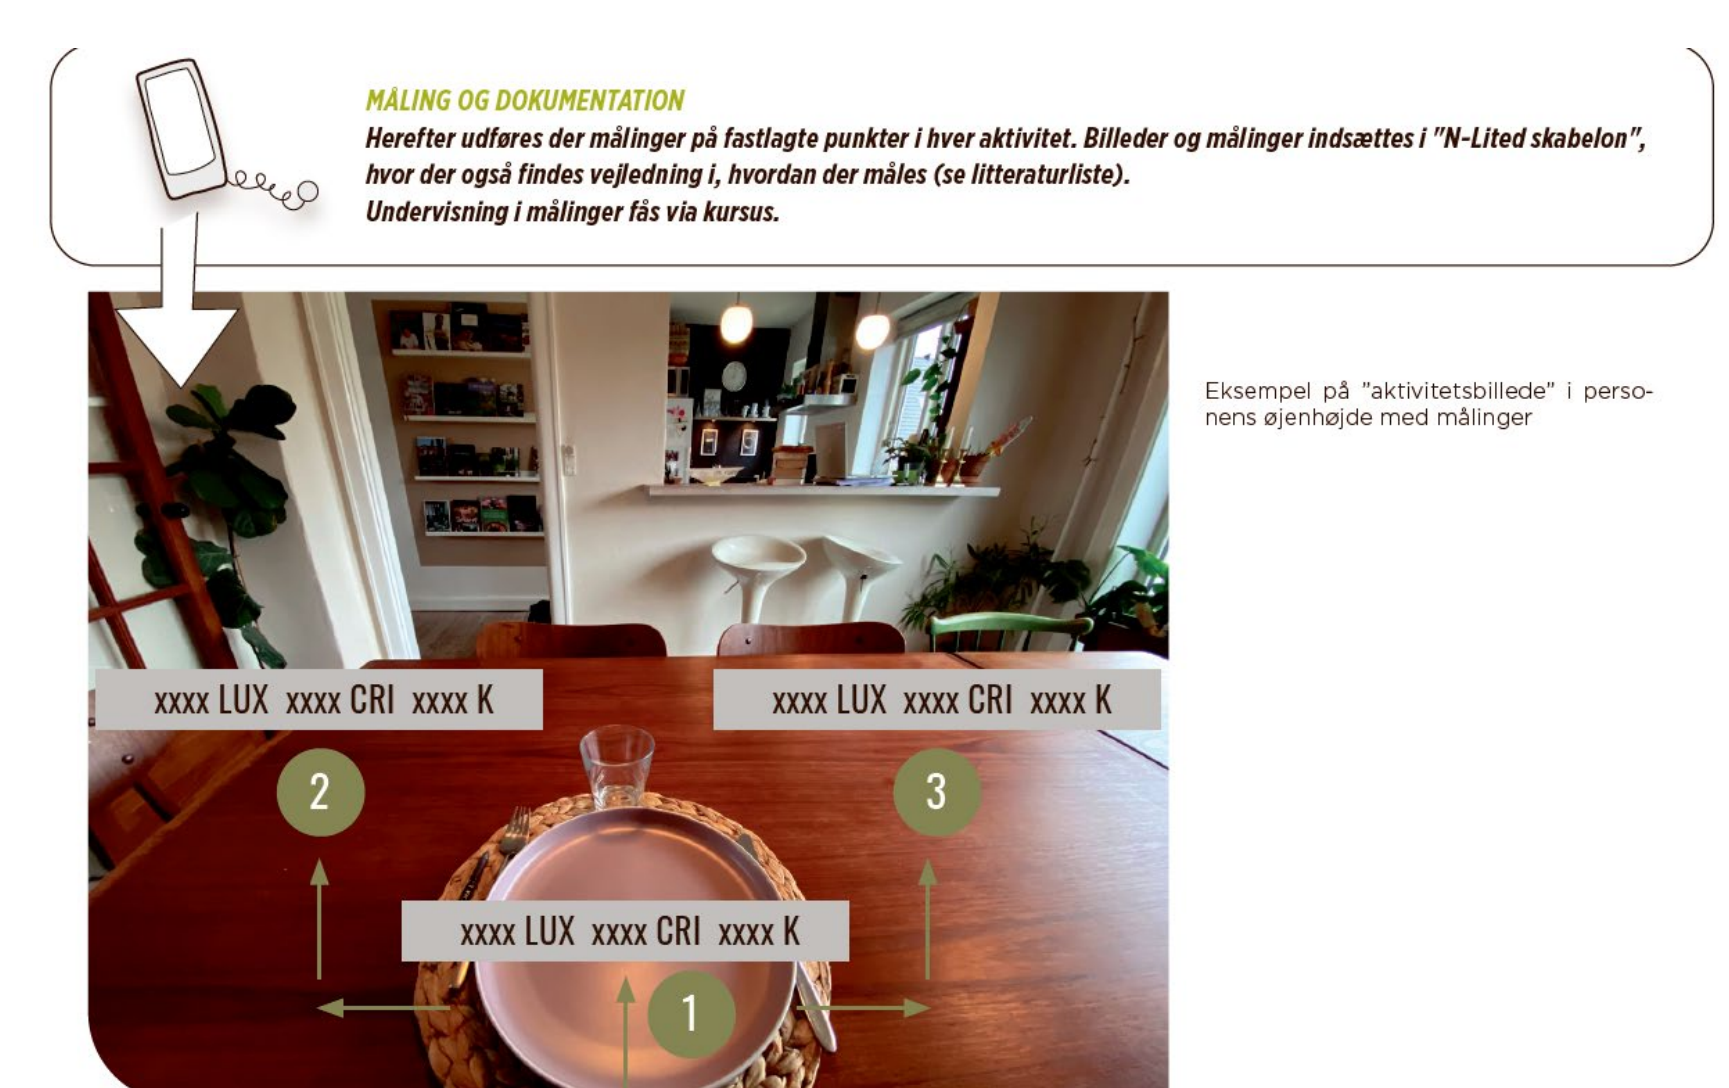 MÅLING OG DOKUMENTATION
Herefter udføres der målinger på fastlagte punkter i hver aktivitet. Billeder og målinger indsættes i "N-Lited skabelon",
hvor der også findes vejledning i, hvordan der måles (se litteraturliste).
Undervisning i målinger fås via kursus.
Eksempel på ”aktivitetsbillede” i perso-
nens øjenhøjde med målinger
xxxx LUX xxxx CRI xxxx K
xxxx LUX xxxx CRI xxxx K
2
3
xxxx LUX xxxx CRI xxxx K
1